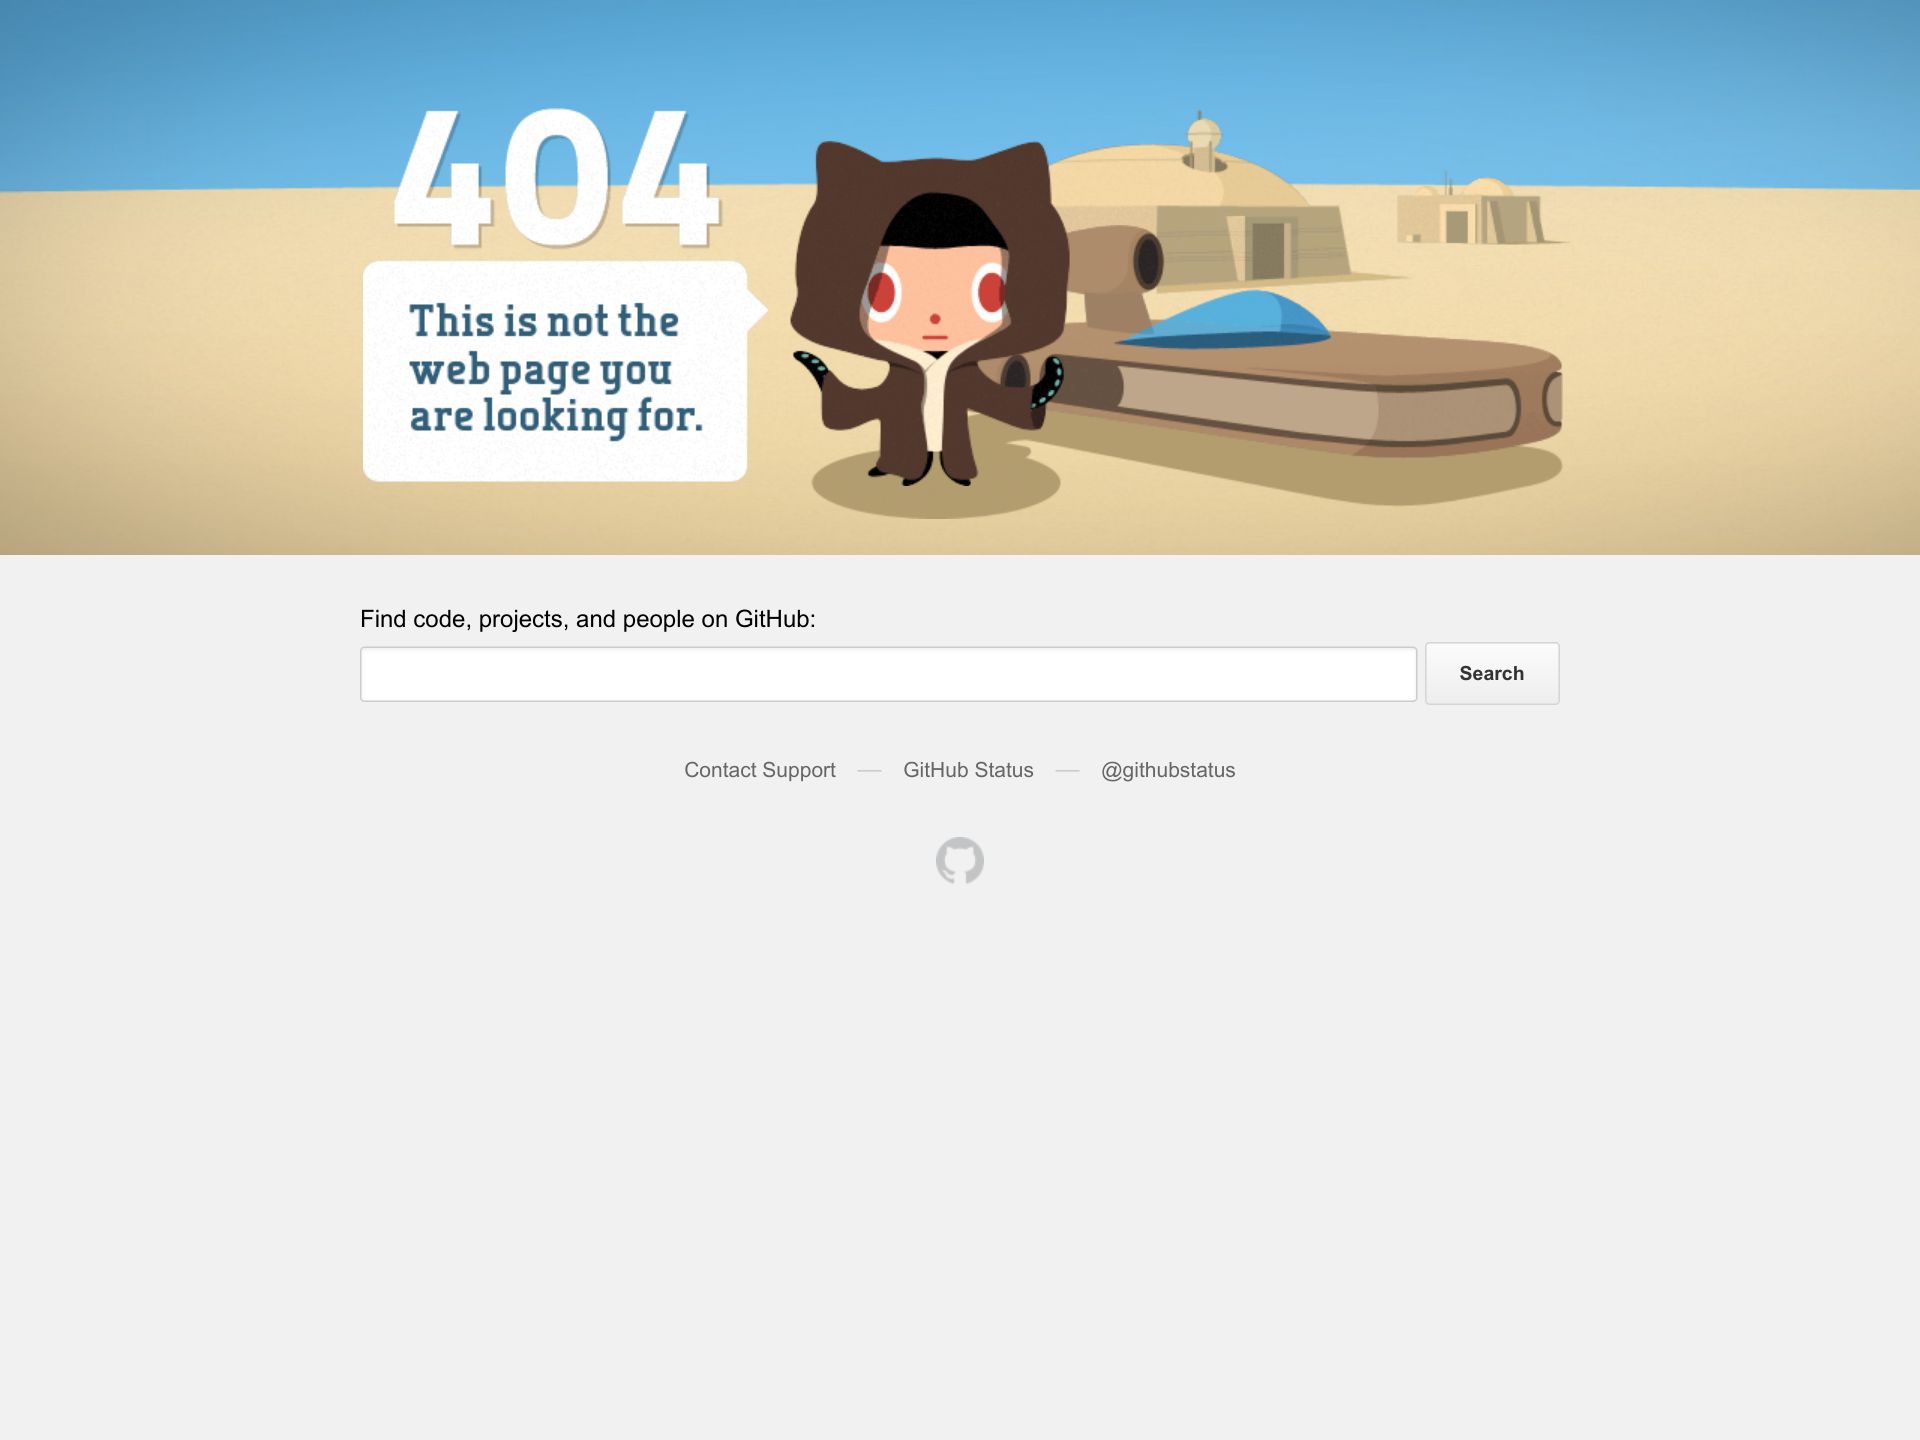 404
This is not the
web page you
are looking for.
Find code, projects, and people on GitHub:
Search
Contact Support — GitHub Status — @githubstatus